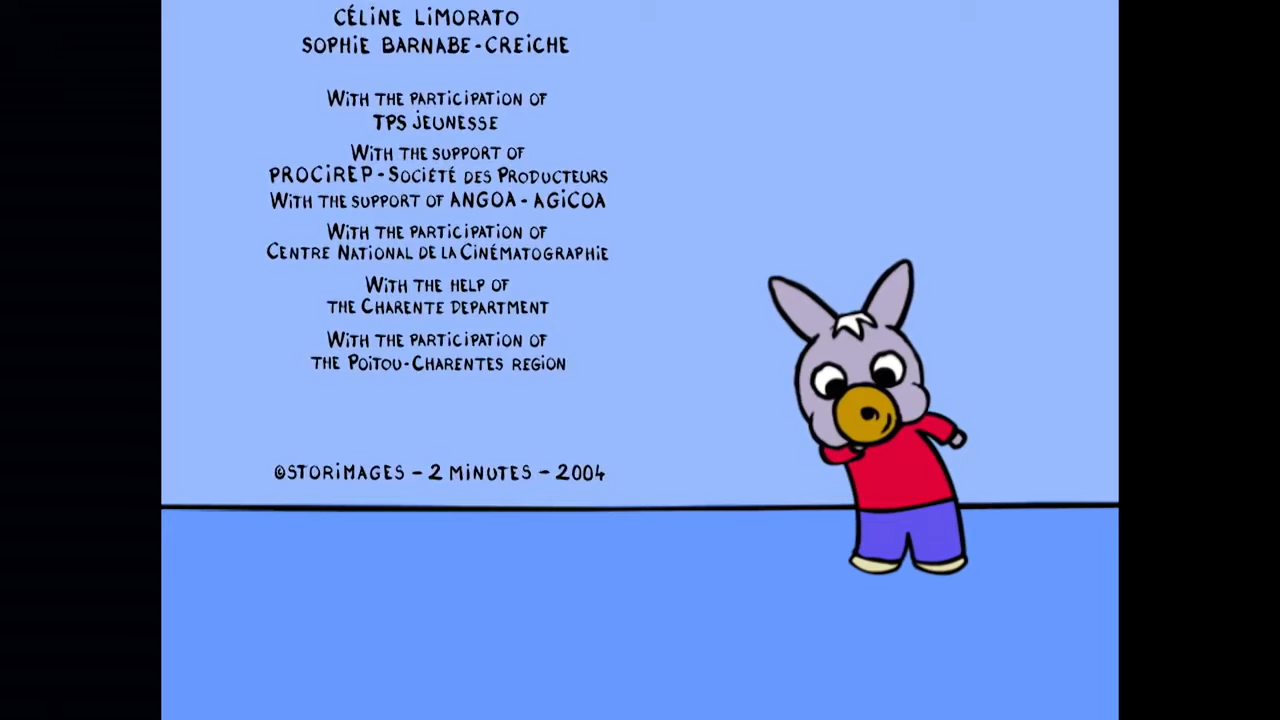 CÉLiNE LiMORATO
SOPHiE BARNABE-CREiCHE
WiTH THE PARTiCiPATiON OF
TPS JEUNESSE
WiTH THE SUPPORT OF
PROCiREP-SOCiÉTÉ DES PRODUCTEURS
WiTH THE SUPPORT OF ANGOA-AGiCOA
WiTH THE PARTiCiPATiON OF
CENTRE NATiONAL DE LA CiNÉMATOGRAPHiE
WiTH THE HELP OF
THE CHARENTE DEPARTMENT
WiTH THE PARTiCiPATiON OF
THE POiTOU-CHARENTES REGiON
©STORiMAGES - 2 MiNUTES - 2004